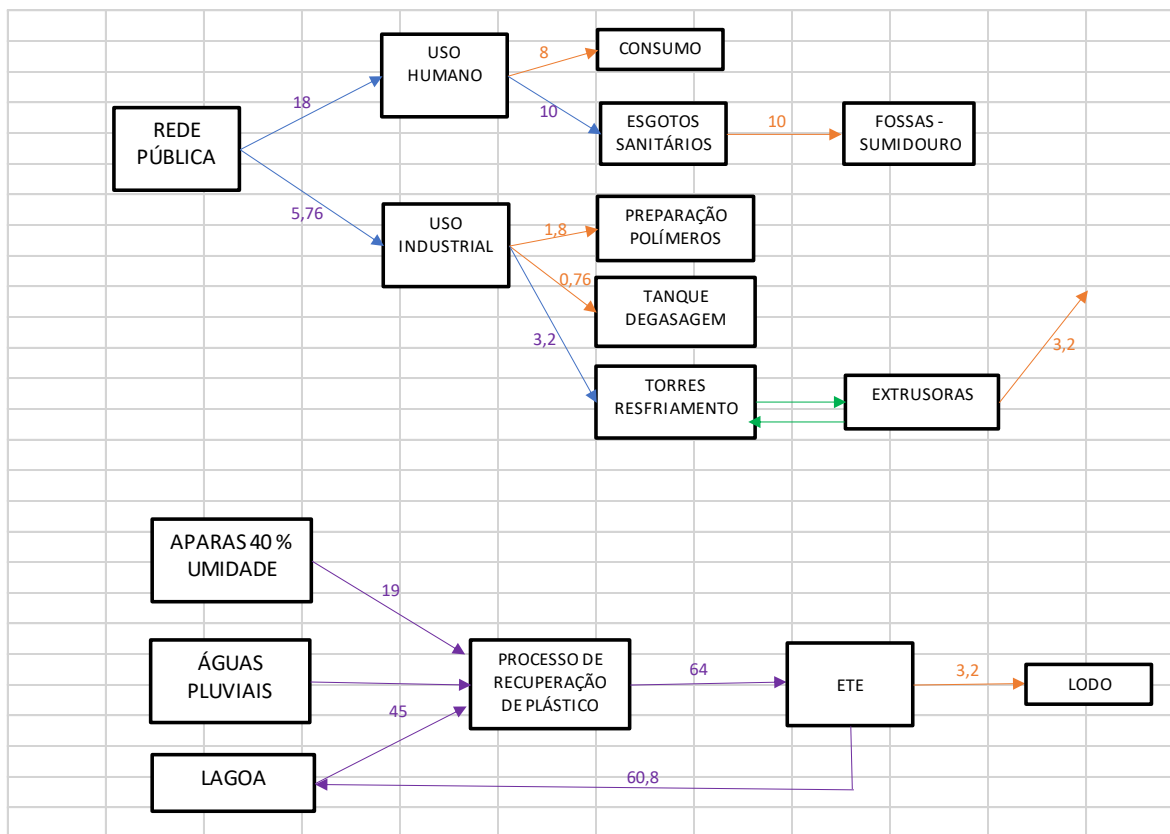 USO
HUMANO
8
CONSUMO
18
10
REDE
PÚBLICA
ESGOTOS
SANITÁRIOS
10
FOSSAS -
SUMIDOURO
5,76
USO
INDUSTRIAL
1,8
PREPARAÇÃO
POLÍMEROS
0,76
TANQUE
DEGASAGEM
3,2
TORRES
RESFRIAMENTO
EXTRUSORAS
3,2
APARAS 40 %
UMIDADE
19
ÁGUAS
PLUVIAIS
PROCESSO DE
RECUPERAÇÃO
DE PLÁSTICO
64
ETE
3,2
LODO
45
LAGOA
60,8